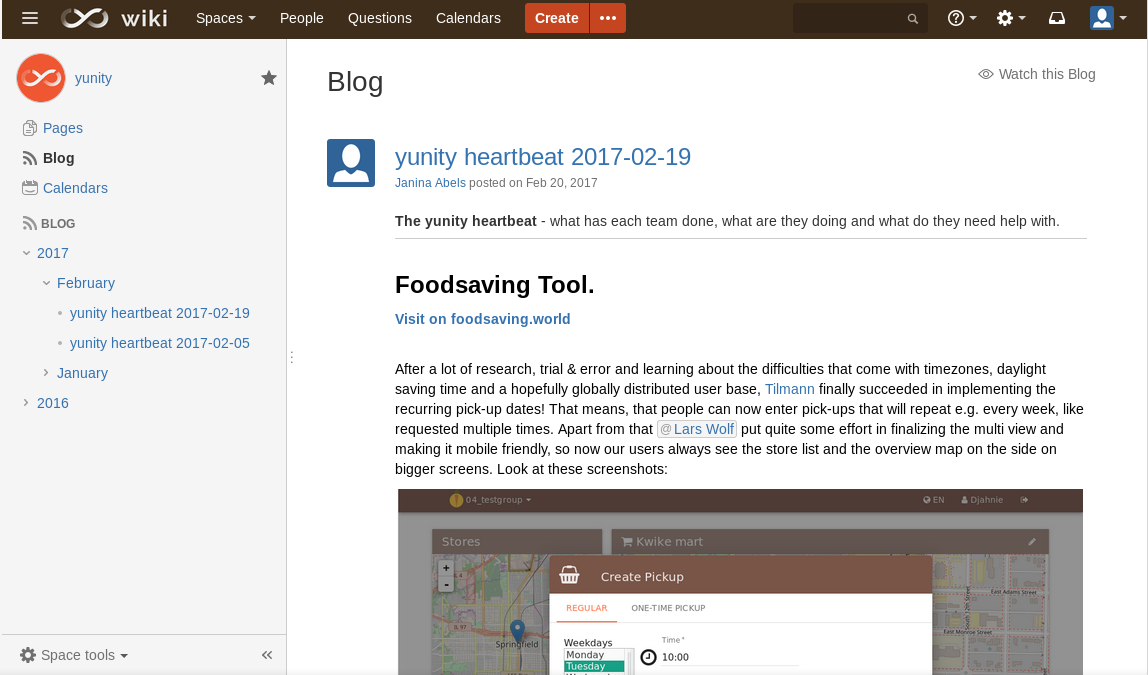 wiki
Spaces People Questions Calendars Create •••
yunity
Pages
Blog
Calendars
BLOG
2017
February
yunity heartbeat 2017-02-19
yunity heartbeat 2017-02-05
January
2016
Space tools
Blog
Watch this Blog
yunity heartbeat 2017-02-19
Janina Abels posted on Feb 20, 2017
The yunity heartbeat - what has each team done, what are they doing and what do they need help with.
Foodsaving Tool.
Visit on foodsaving.world
After a lot of research, trial & error and learning about the difficulties that come with timezones, daylight
saving time and a hopefully globally distributed user base, Tilmann finally succeeded in implementing the
recurring pick-up dates! That means, that people can now enter pick-ups that will repeat e.g. every week, like
requested multiple times. Apart from that @Lars Wolf put quite some effort in finalizing the multi view and
making it mobile friendly, so now our users always see the store list and the overview map on the side on
bigger screens. Look at these screenshots:
04_testgroup EN Djahnie
Stores Kwike mart
+
-
Create Pickup
REGULAR ONE-TIME PICKUP
Weekdays
Monday
Tuesday
Time *
10:00
Springfield
East Adams Street
East Monroe Street